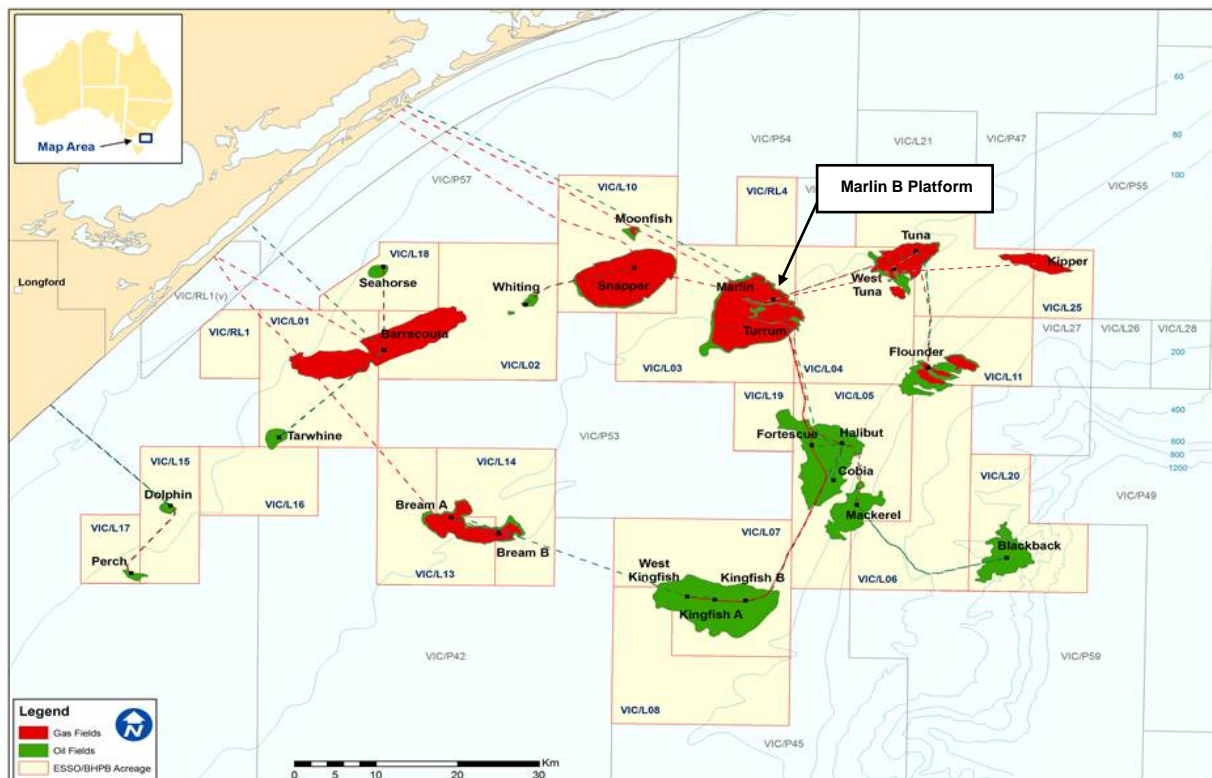 Map Area
VIC/P54
VIC/L21
VIC/P47
60
80
100
VIC/P57
VIC/L10
VIC/RL4
Marlin B Platform
VIC/P55
Moonfish
Tuna
VIC/L18
Kipper
Longford
VIC/RL1(v)
Seahorse
Whiting
Snapper
Marlin
West
Tuna
VIC/L25
VIC/RL1
VIC/L01
Barracouta
Turrum
VIC/L27
VIC/L26
VIC/L28
Flounder
200
VIC/L02
VIC/L03
VIC/L04
VIC/L11
VIC/L19
VIC/L05
400
600
800
1200
Tarwhine
VIC/P53
Fortescue
Halibut
VIC/L15
VIC/L14
Cobia
VIC/L20
Dolphin
VIC/L16
Bream A
Mackerel
VIC/P49
VIC/L17
Bream B
VIC/L07
Blackback
Perch
VIC/L13
West
Kingfish
Kingfish B
VIC/L06
Kingfish A
VIC/P42
VIC/P59
VIC/L08
VIC/P45
Legend
N
Gas Fields
Oil Fields
ESSO/BHPB Acreage
0 5 10 20 30 Km